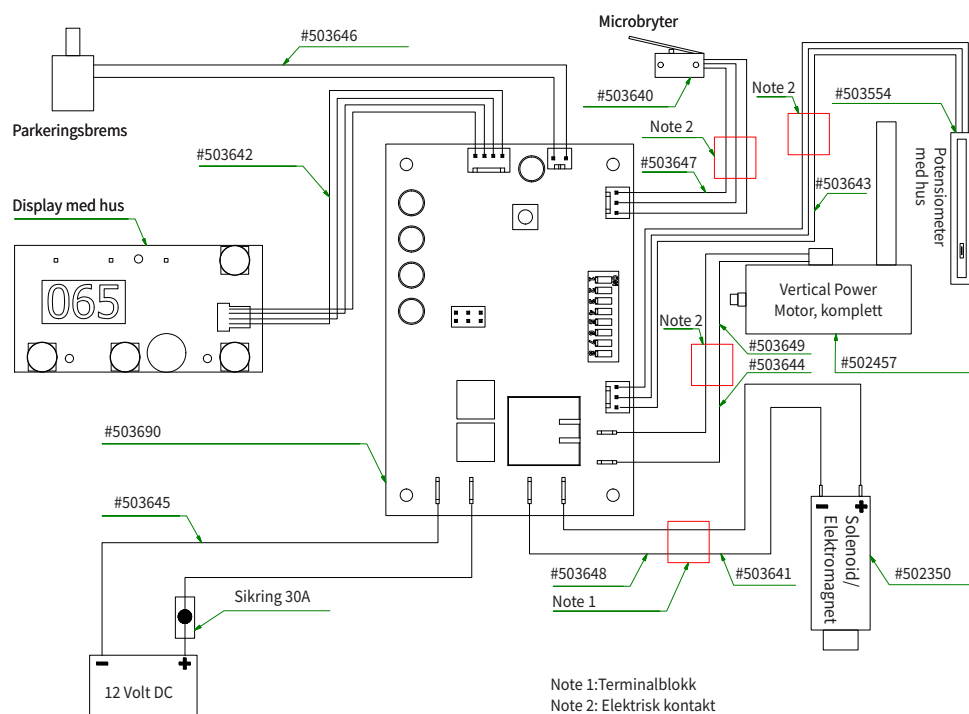 Microbryter
#503646
#503640
Note 2
#503554
Parkeringsbrems
Note 2
#503642
#503647
#503643
Potensiometer
med hus
Display med hus
065
Vertical Power
Motor, komplett
Note 2
#503649
#503644
#502457
#503690
#503645
Solenoid/
Elektromagnet
- +
#503648
#503641
#502350
Sikring 30A
Note 1
- +
12 Volt DC
Note 1:Terminalblokk
Note 2: Elektrisk kontakt